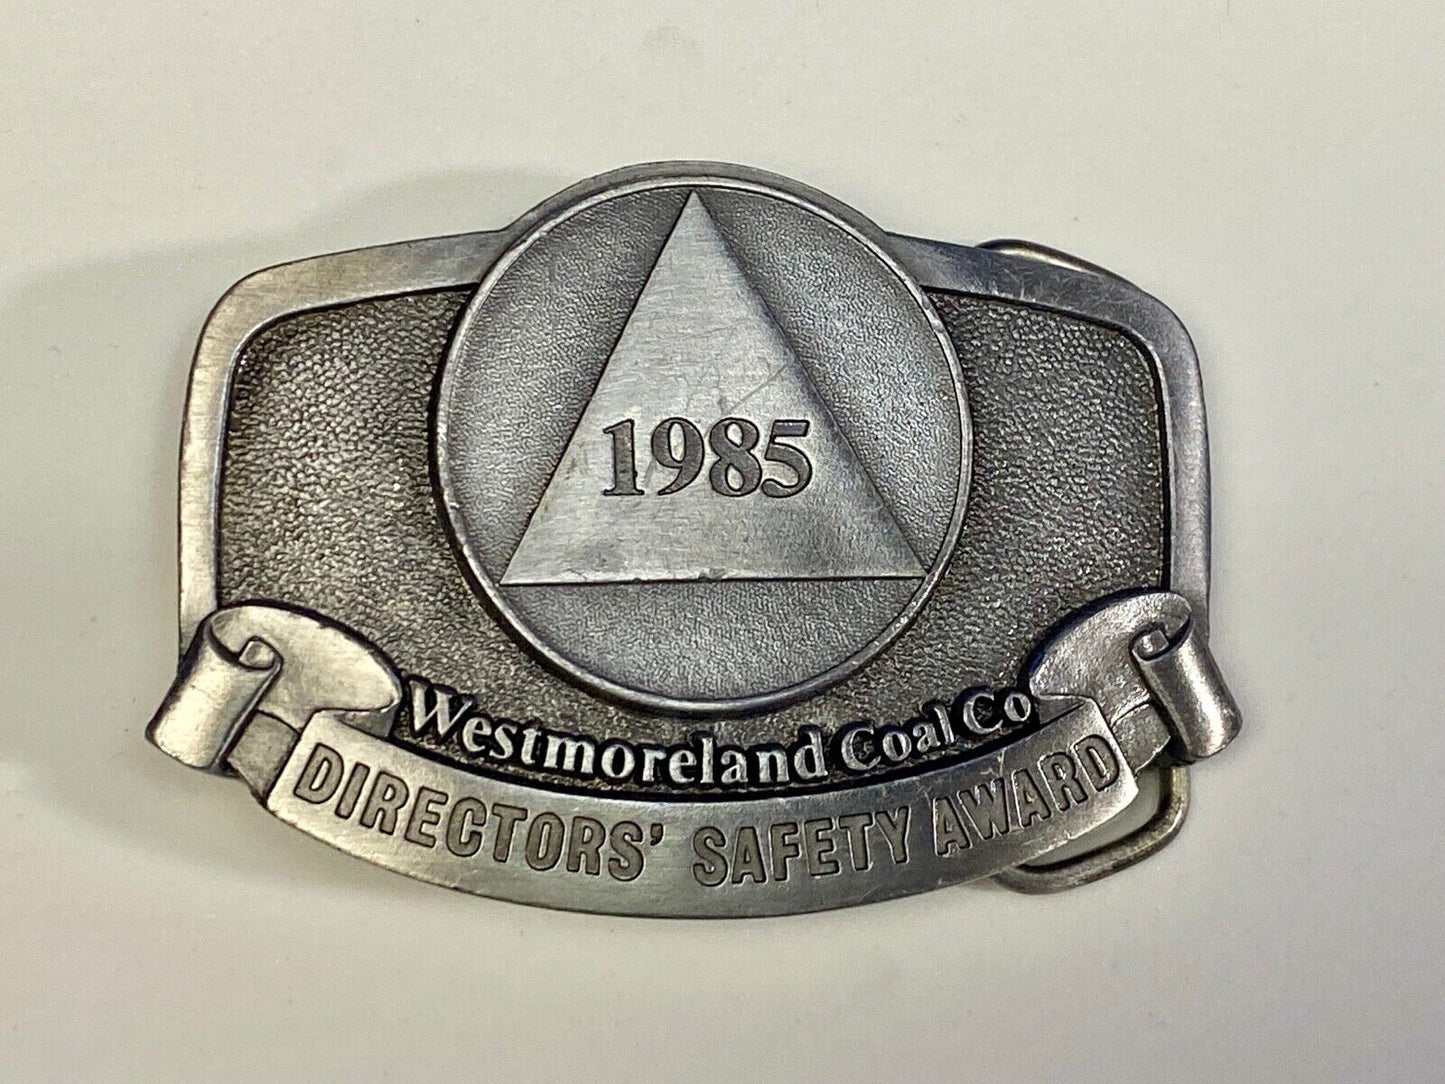 1985
Westmoreland Coal Co
DIRECTORS' SAFETY AWARD